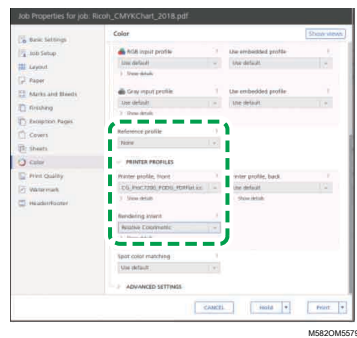 Job Properties for job: Ricoh_CMYKChart_2018.pdf
Basic Settings
Job Setup
Layout
Paper
Marks and Bleeds
Finishing
Exception Pages
Covers
Sheets
Color
Print Quality
Watermark
Header/Footer
Color
Show views
RGB input profile
Use embedded profile
Use default
Use default
Show details
Gray input profile
Use embedded profile
Use default
Use default
Show details
Reference profile
None
PRINTER PROFILES
Printer profile, front
Printer profile, back
Use default
Show details
Show details
Rendering intent
Relative Colorimetric
Show details
Spot color matching
Use default
ADVANCED SETTINGS
CANCEL
Hold
Print
M582OM5579